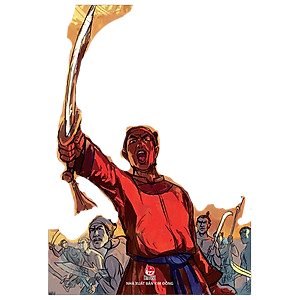 NHÀ XUẤT BẢN KIM ĐỒNG